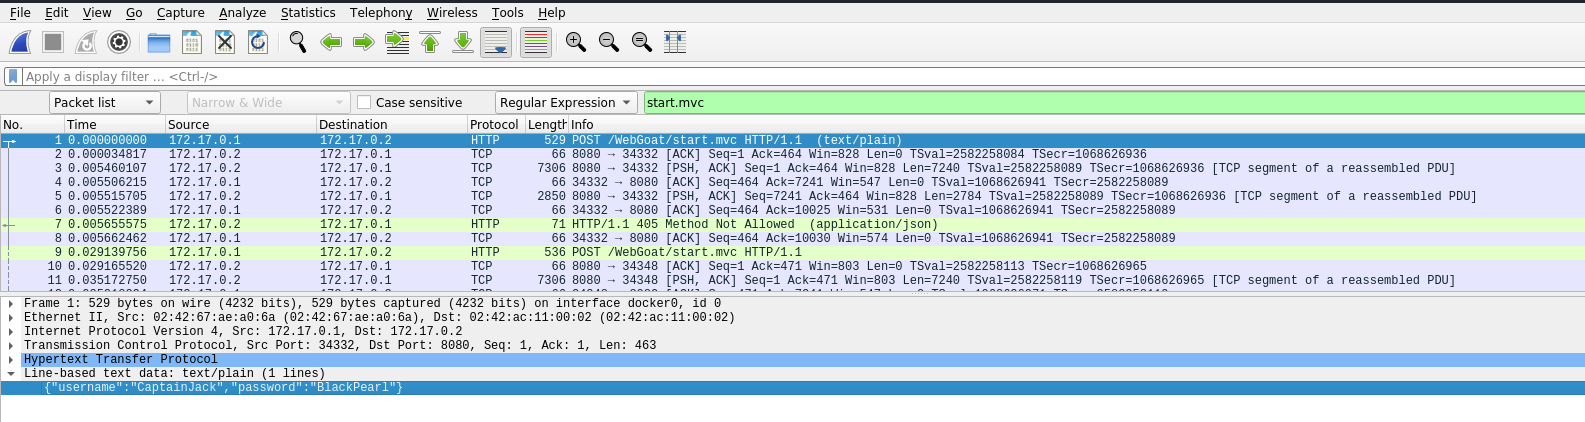 File Edit View Go Capture Analyze Statistics Telephony Wireless Tools Help
Apply a display filter ... <Ctrl-/>
Packet list Narrow & Wide Case sensitive Regular Expression start.mvc
No. Time Source Destination Protocol Length Info
1 0.000000000 172.17.0.1 172.17.0.2 HTTP 529 POST /WebGoat/start.mvc HTTP/1.1 (text/plain)
2 0.000034817 172.17.0.2 172.17.0.1 TCP 66 8080 → 34332 [ACK] Seq=1 Ack=464 Win=828 Len=0 TSval=2582258084 TSecr=1068626936
3 0.005460107 172.17.0.2 172.17.0.1 TCP 7306 8080 → 34332 [PSH, ACK] Seq=1 Ack=464 Win=828 Len=7240 TSval=2582258089 TSecr=1068626936 [TCP segment of a reassembled PDU]
4 0.005506215 172.17.0.1 172.17.0.2 TCP 66 34332 → 8080 [ACK] Seq=464 Ack=7241 Win=547 Len=0 TSval=1068626941 TSecr=2582258089
5 0.005515705 172.17.0.2 172.17.0.1 TCP 2850 8080 → 34332 [PSH, ACK] Seq=7241 Ack=464 Win=828 Len=2784 TSval=2582258089 TSecr=1068626936 [TCP segment of a reassembled PDU]
6 0.005522389 172.17.0.1 172.17.0.2 TCP 66 34332 → 8080 [ACK] Seq=464 Ack=10025 Win=531 Len=0 TSval=1068626941 TSecr=2582258089
7 0.005655575 172.17.0.2 172.17.0.1 HTTP 71 HTTP/1.1 405 Method Not Allowed (application/json)
8 0.005662462 172.17.0.1 172.17.0.2 TCP 66 34332 → 8080 [ACK] Seq=464 Ack=10030 Win=574 Len=0 TSval=1068626941 TSecr=2582258089
9 0.029139756 172.17.0.1 172.17.0.2 HTTP 536 POST /WebGoat/start.mvc HTTP/1.1
10 0.029165520 172.17.0.2 172.17.0.1 TCP 66 8080 → 34348 [ACK] Seq=1 Ack=471 Win=803 Len=0 TSval=2582258113 TSecr=1068626965
11 0.035172750 172.17.0.2 172.17.0.1 TCP 7306 8080 → 34348 [PSH, ACK] Seq=1 Ack=471 Win=803 Len=7240 TSval=2582258119 TSecr=1068626965 [TCP segment of a reassembled PDU]
Frame 1: 529 bytes on wire (4232 bits), 529 bytes captured (4232 bits) on interface docker0, id 0
Ethernet II, Src: 02:42:67:ae:a0:6a (02:42:67:ae:a0:6a), Dst: 02:42:ac:11:00:02 (02:42:ac:11:00:02)
Internet Protocol Version 4, Src: 172.17.0.1, Dst: 172.17.0.2
Transmission Control Protocol, Src Port: 34332, Dst Port: 8080, Seq: 1, Ack: 1, Len: 463
Hypertext Transfer Protocol
Line-based text data: text/plain (1 lines)
{"username":"CaptainJack","password":"BlackPearl"}